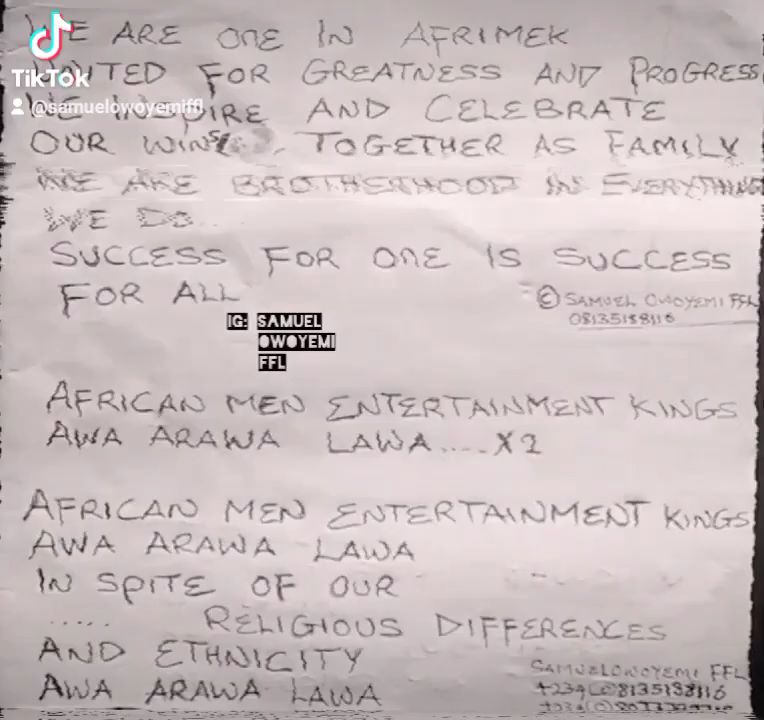 WE ARE ONE IN AFRIMEK
TikTok
UNITED FOR GREATNESS AND PROGRESS
@samuelowoyemiffl
WE INSPIRE AND CELEBRATE
OUR WINS TOGETHER AS FAMILY
WE ARE BROTHERHOOD IN EVERYTHING
WE DO..
SUCCESS FOR ONE IS SUCCESS
FOR ALL
© SAMUEL OWOYEMI FFL
08135138116
IG: SAMUEL
OWOYEMI
FFL
AFRICAN MEN ENTERTAINMENT KINGS
AWA ARAWA LAWA....X2
AFRICAN MEN ENTERTAINMENT KINGS
AWA ARAWA LAWA
IN SPITE OF OUR
..... RELIGIOUS DIFFERENCES
AND ETHNICITY
AWA ARAWA LAWA
SAMUELOWOYEMI FFL
+234(0)8135138116